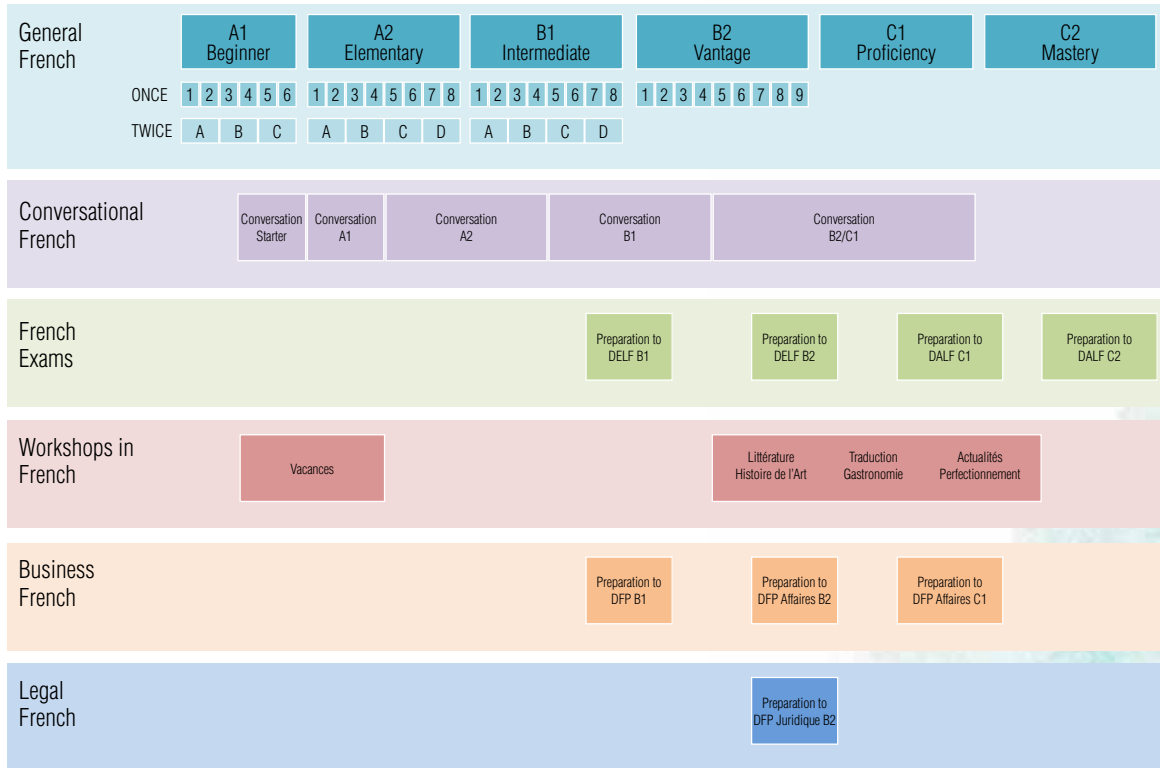 General
French
A1
Beginner
A2
Elementary
B1
Intermediate
B2
Vantage
C1
Proficiency
C2
Mastery
ONCE 1 2 3 4 5 6 1 2 3 4 5 6 7 8 1 2 3 4 5 6 7 8 1 2 3 4 5 6 7 8 9
TWICE A B C A B C D A B C D
Conversational
French
Conversation
Starter
Conversation
A1
Conversation
A2
Conversation
B1
Conversation
B2/C1
French
Exams
Preparation to
DELF B1
Preparation to
DELF B2
Preparation to
DALF C1
Preparation to
DALF C2
Workshops in
French
Vacances
Littérature
Histoire de l'Art
Traduction
Gastronomie
Actualités
Perfectionnement
Business
French
Preparation to
DFP B1
Preparation to
DFP Affaires B2
Preparation to
DFP Affaires C1
Legal
French
Preparation to
DFP Juridique B2